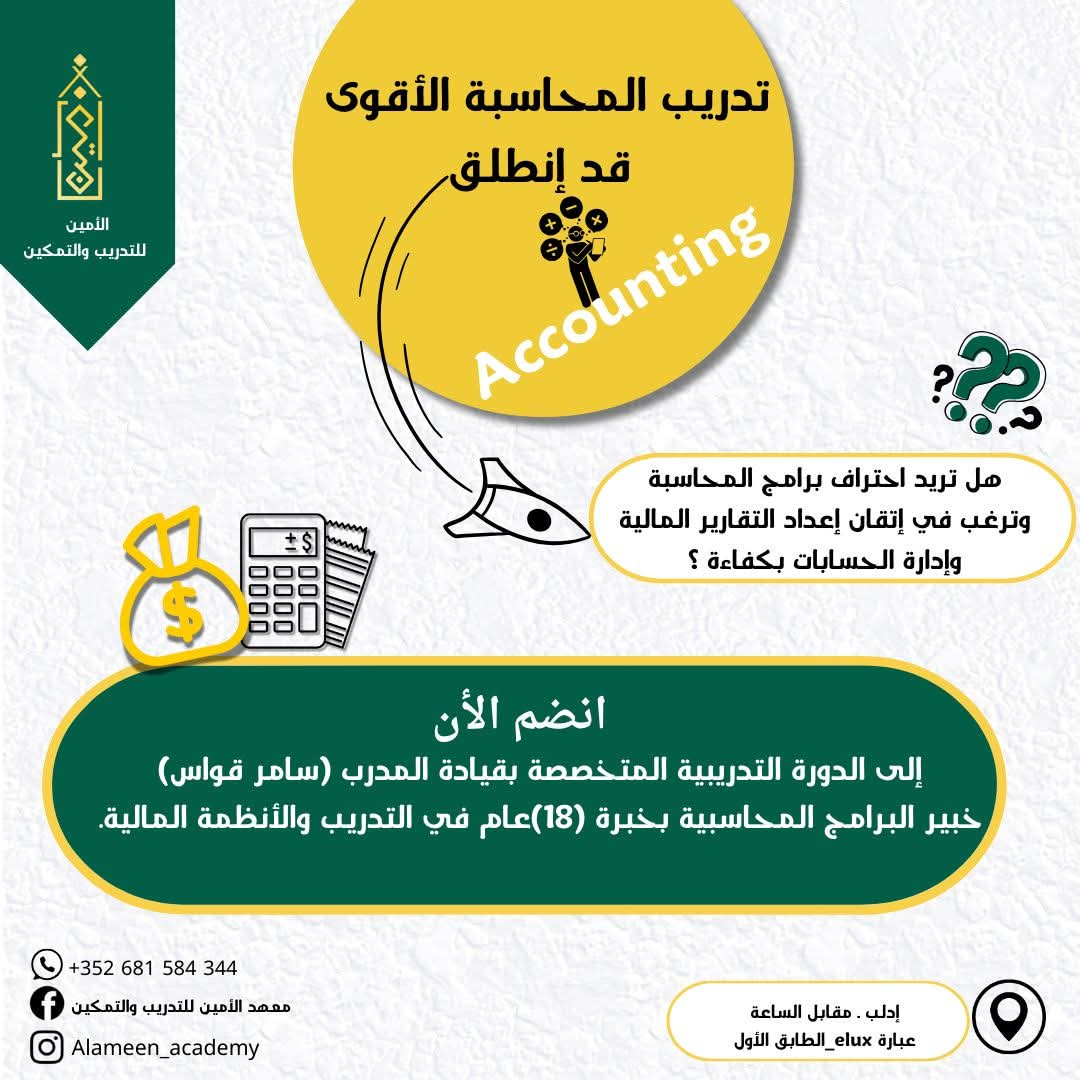 تدريب المحاسبة الأقوى
قد إنطلق
Accounting
الأمين
للتدريب والتمكين
هل تريد احتراف برامج المحاسبة
وترغب في إتقان إعداد التقارير المالية
وإدارة الحسابات بكفاءة ؟
انضم الأن
إلى الدورة التدريبية المتخصصة بقيادة المدرب (سامر قواس)
خبير البرامج المحاسبية بخبرة (18)عام في التدريب والأنظمة المالية.
+352 681 584 344
معهد الأمين للتدريب والتمكين
Alameen_academy
إدلب . مقابل الساعة
عبارة elux_الطابق الأول